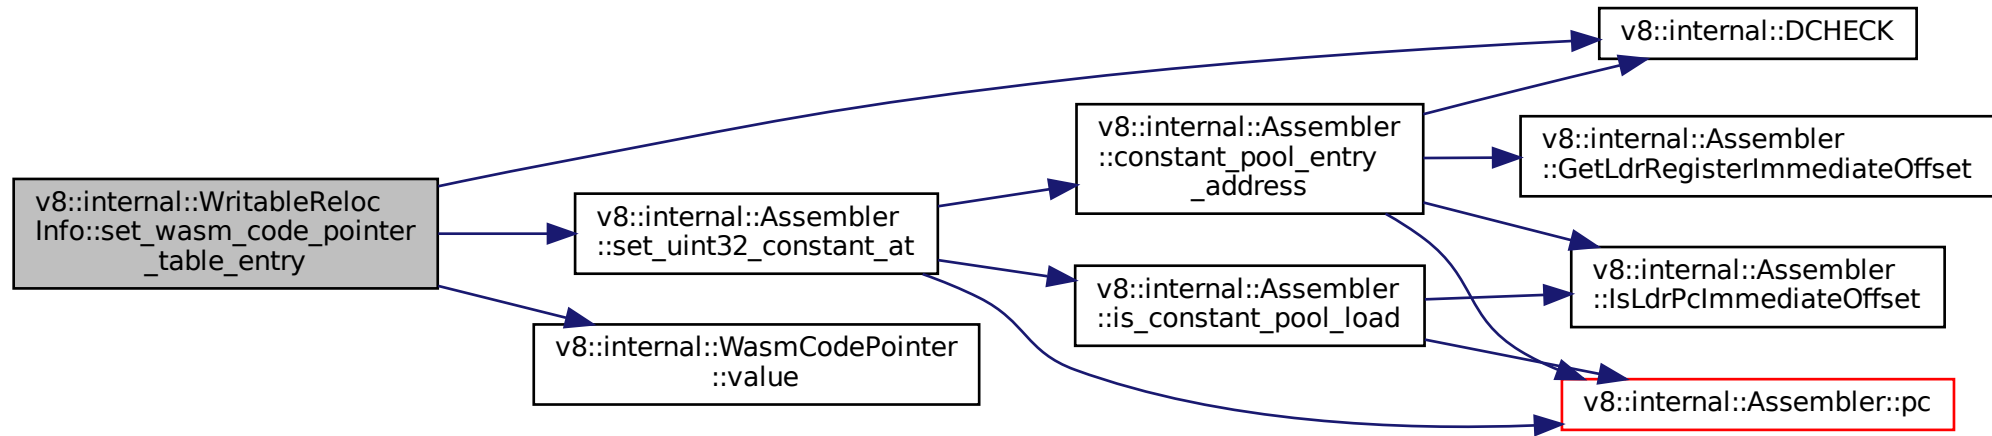 v8::internal::WritableReloc
Info::set_wasm_code_pointer
_table_entry
v8::internal::DCHECK
v8::internal::Assembler
::set_uint32_constant_at
v8::internal::WasmCodePointer
::value
v8::internal::Assembler
::constant_pool_entry
_address
v8::internal::Assembler
::is_constant_pool_load
v8::internal::Assembler
::GetLdrRegisterImmediateOffset
v8::internal::Assembler
::IsLdrPcImmediateOffset
v8::internal::Assembler::pc